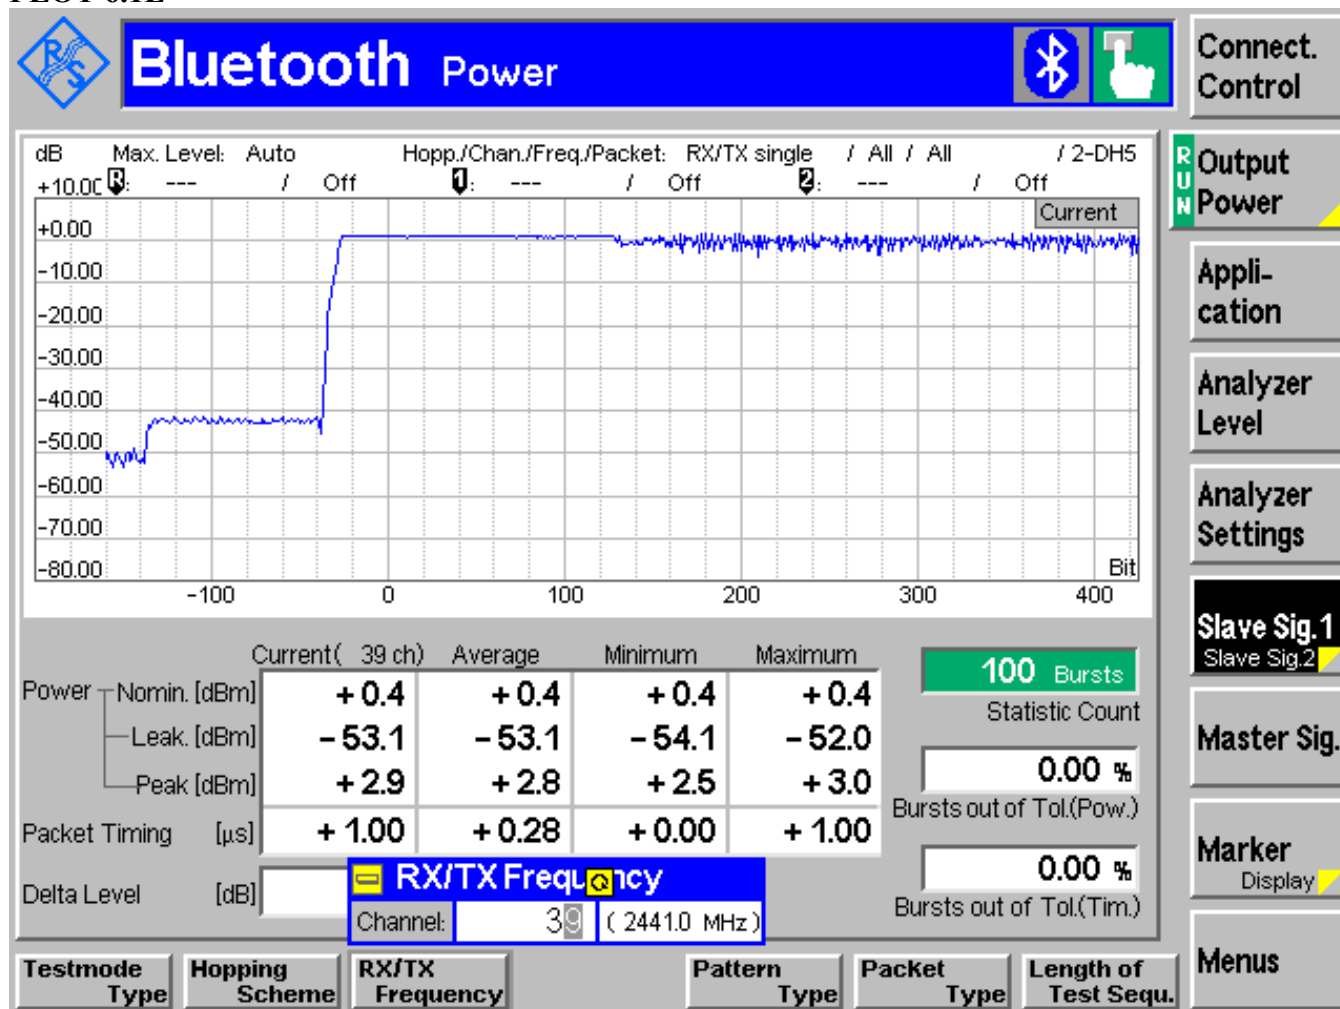 R S
Bluetooth Power
Connect.
Control
dB Max. Level: Auto Hopp./Chan./Freq./Packet: RX/TX single / All / All / 2-DH5
+10.00 R: --- / Off 1: --- / Off 2: --- / Off
Current
RUN
Output
Power
+0.00
-10.00
-20.00
-30.00
-40.00
-50.00
-60.00
-70.00
-80.00
Bit
-100 0 100 200 300 400
Appli-
cation
Analyzer
Level
Analyzer
Settings
Slave Sig.1
Slave Sig.2
Master Sig.
Marker
Display
Menus
Current( 39 ch) Average Minimum Maximum
Power Nomin. [dBm] +0.4 +0.4 +0.4 +0.4
Leak. [dBm] -53.1 -53.1 -54.1 -52.0
Peak [dBm] +2.9 +2.8 +2.5 +3.0
Packet Timing [µs] +1.00 +0.28 +0.00 +1.00
Delta Level [dB]
100 Bursts
Statistic Count
0.00 %
Bursts out of Tol.(Pow.)
0.00 %
Bursts out of Tol.(Tim.)
RX/TX Frequency
Channel: 39 ( 2441.0 MHz )
Testmode
Type
Hopping
Scheme
RX/TX
Frequency
Pattern
Type
Packet
Type
Length of
Test Sequ.